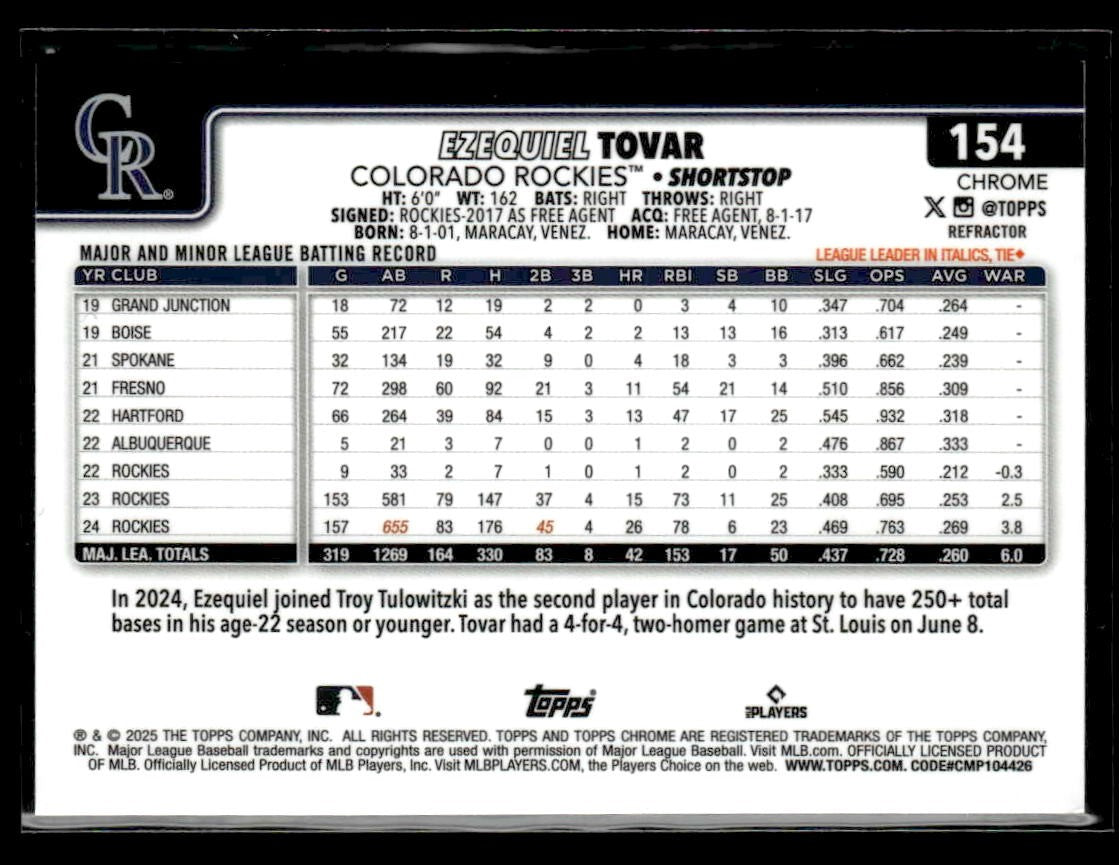 CR®
EZEQUIEL TOVAR
154
COLORADO ROCKIES™ • SHORTSTOP
CHROME
HT: 6'0" WT: 162 BATS: RIGHT THROWS: RIGHT
SIGNED: ROCKIES-2017 AS FREE AGENT ACQ: FREE AGENT, 8-1-17
@TOPPS
BORN: 8-1-01, MARACAY, VENEZ. HOME: MARACAY, VENEZ.
REFRACTOR
MAJOR AND MINOR LEAGUE BATTING RECORD LEAGUE LEADER IN ITALICS, TIE◆
YR CLUB G AB R H 2B 3B HR RBI SB BB SLG OPS AVG WAR
19 GRAND JUNCTION 18 72 12 19 2 2 0 3 4 10 .347 .704 .264 -
19 BOISE 55 217 22 54 4 2 2 13 13 16 .313 .617 .249 -
21 SPOKANE 32 134 19 32 9 0 4 18 3 3 .396 .662 .239 -
21 FRESNO 72 298 60 92 21 3 11 54 21 14 .510 .856 .309 -
22 HARTFORD 66 264 39 84 15 3 13 47 17 25 .545 .932 .318 -
22 ALBUQUERQUE 5 21 3 7 0 0 1 2 0 2 .476 .867 .333 -
22 ROCKIES 9 33 2 7 1 0 1 2 0 2 .333 .590 .212 -0.3
23 ROCKIES 153 581 79 147 37 4 15 73 11 25 .408 .695 .253 2.5
24 ROCKIES 157 655 83 176 45 4 26 78 6 23 .469 .763 .269 3.8
MAJ. LEA. TOTALS 319 1269 164 330 83 8 42 153 17 50 .437 .728 .260 6.0
In 2024, Ezequiel joined Troy Tulowitzki as the second player in Colorado history to have 250+ total
bases in his age-22 season or younger. Tovar had a 4-for-4, two-homer game at St. Louis on June 8.
topps®
PLAYERS
® & © 2025 THE TOPPS COMPANY, INC. ALL RIGHTS RESERVED. TOPPS AND TOPPS CHROME ARE REGISTERED TRADEMARKS OF THE TOPPS COMPANY,
INC. Major League Baseball trademarks and copyrights are used with permission of Major League Baseball. Visit MLB.com. OFFICIALLY LICENSED PRODUCT
OF MLB. Officially Licensed Product of MLB Players, Inc. Visit MLBPLAYERS.COM, the Players Choice on the web. WWW.TOPPS.COM. CODE#CMP104426